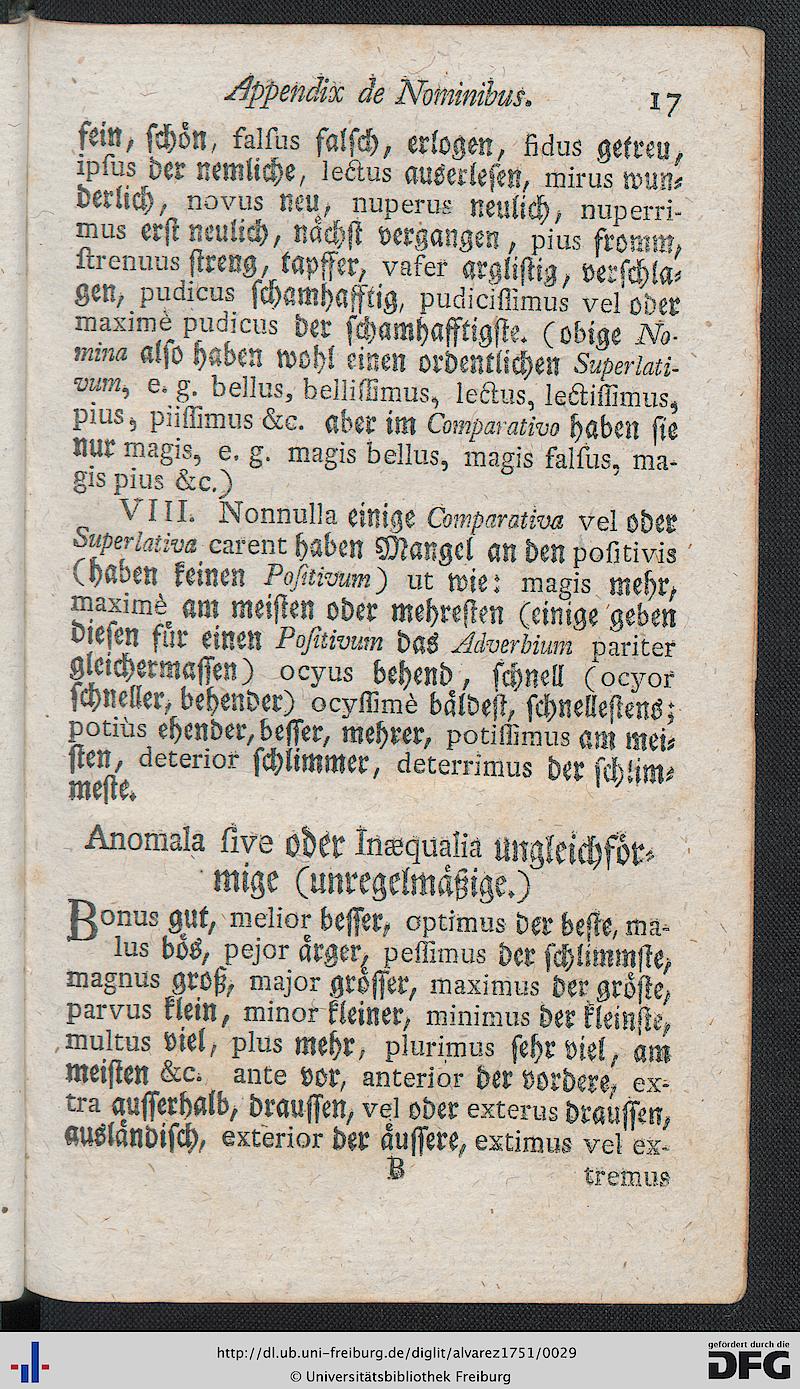 Appendix de Nominibus. 17
fein, schön, falsus falsch, erlogen, fidus getreu,
ipsus der nemliche, lectus auserlesen, mirus wun-
derlich, novus neu, nuperus neulich, nuperri-
mus erst neulich, nächst vergangen, pius fromm,
strenuus streng, tapffer, vafer arglistig, verschla-
gen, pudicus schamhafftig, pudicissimus vel oder
maximè pudicus der schamhafftigste. (obige No-
mina also haben wohl einen ordentlichen Superlati-
vum, e. g. bellus, bellissimus, lectus, lectissimus,
pius, piissimus &c. aber im Comparativo haben sie
nur magis, e. g. magis bellus, magis falsus, ma-
gis pius &c.)
VIII. Nonnulla einige Comparativa vel oder
Superlativa carent haben Mangel an den positivis
(haben keinen Positivum) ut wie: magis mehr,
maximè am meisten oder mehresten (einige geben
diesen für einen Positivum das Adverbium pariter
gleichermassen) ocyus behend, schnell (ocyor
schneller, behender) ocyssimè bäldest, schnellestens;
potiùs ehender, besser, mehrer, potissimus am mei-
sten, deterior schlimmer, deterrimus der schlim-
meste.
Anomala sive oder Inæqualia ungleichför-
mige (unregelmäßige.)
Bonus gut, melior besser, optimus der beste, ma-
lus bös, pejor ärger, pessimus der schlimmste,
magnus groß, major grösser, maximus der gröste,
parvus klein, minor kleiner, minimus der kleinste,
multus viel, plus mehr, plurimus sehr viel, am
meisten &c. ante vor, anterior der vordere, ex-
tra ausserhalb, draussen, vel oder exterus draussen,
ausländisch, exterior der äussere, extimus vel ex-
B tremus
http://dl.ub.uni-freiburg.de/diglit/alvarez1751/0029
© Universitätsbibliothek Freiburg
gefördert durch die
DFG